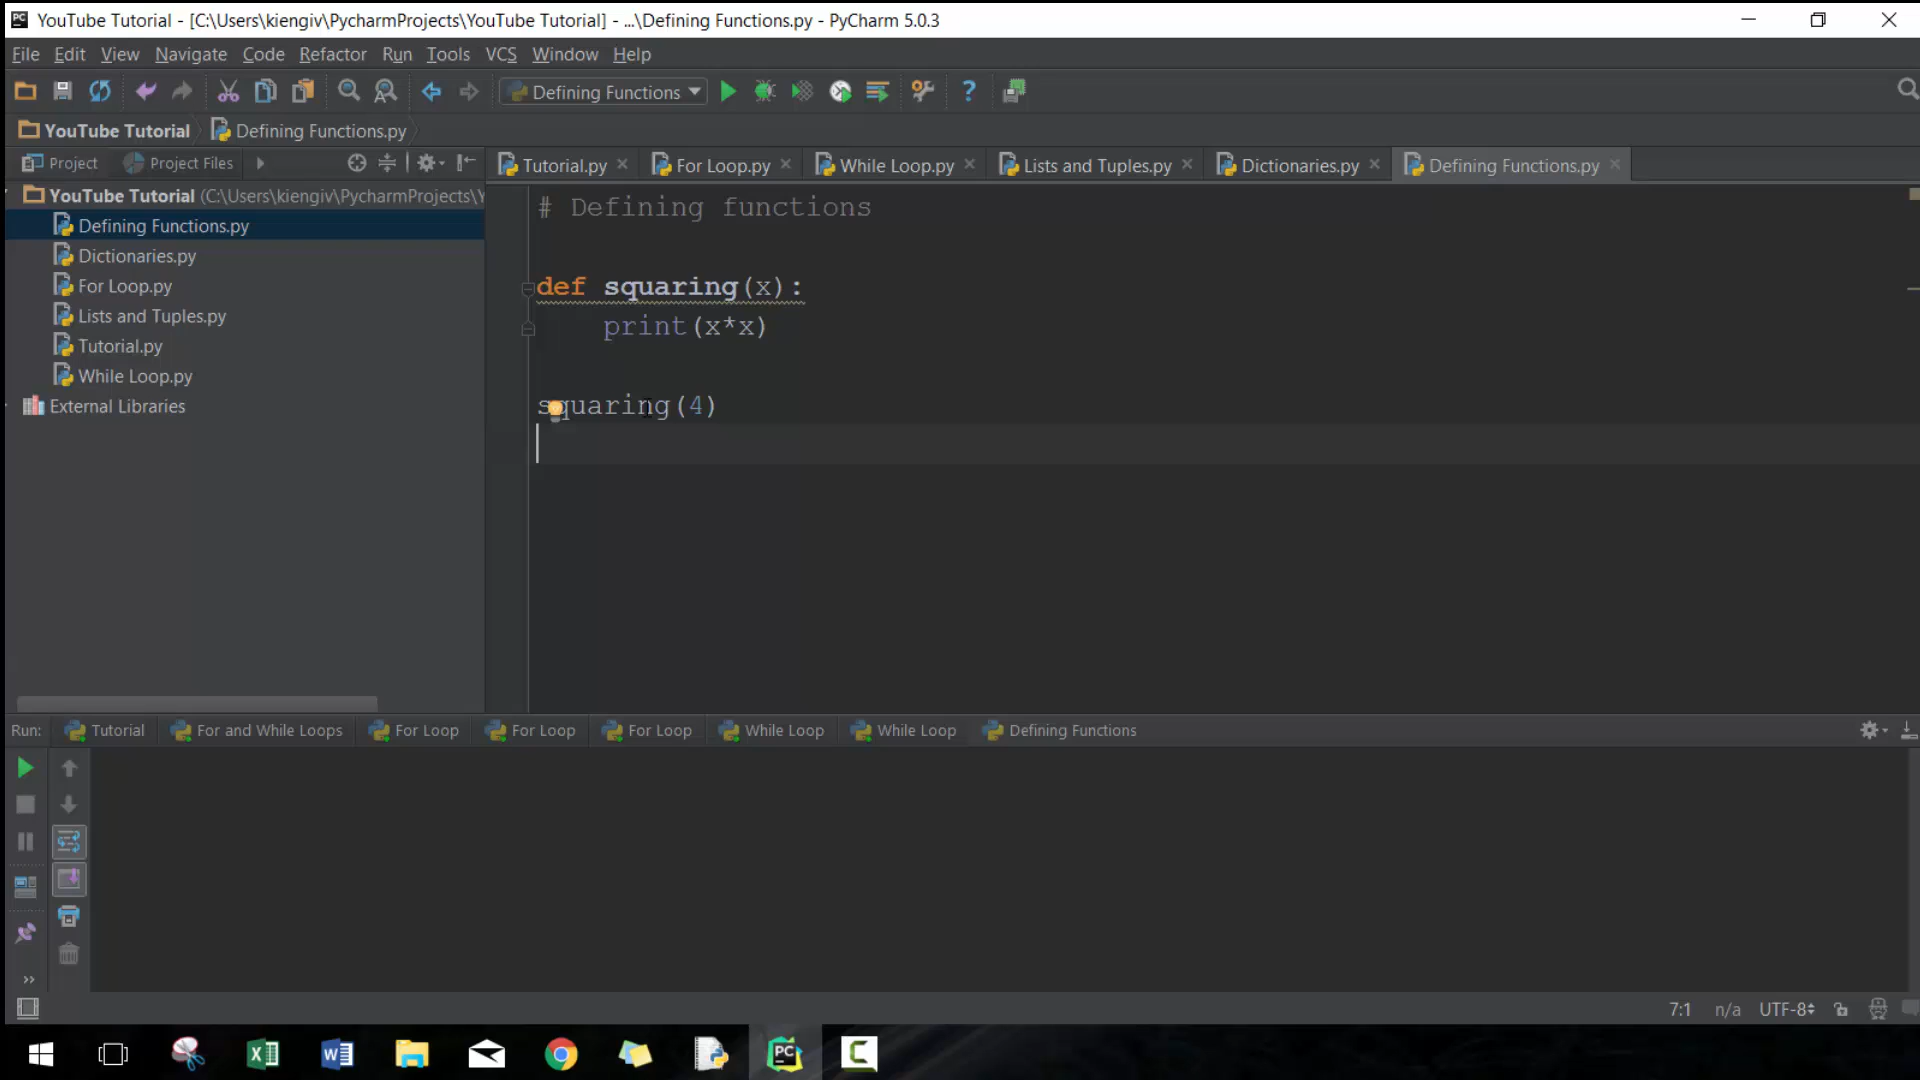 YouTube Tutorial - [C:\Users\kiengiv\PycharmProjects\YouTube Tutorial] - ...\Defining Functions.py - PyCharm 5.0.3
File Edit View Navigate Code Refactor Run Tools VCS Window Help
Defining Functions
YouTube Tutorial Defining Functions.py
Project Project Files
Tutorial.py For Loop.py While Loop.py Lists and Tuples.py Dictionaries.py Defining Functions.py
YouTube Tutorial (C:\Users\kiengiv\PycharmProjects\Y
Defining Functions.py
Dictionaries.py
For Loop.py
Lists and Tuples.py
Tutorial.py
While Loop.py
External Libraries
# Defining functions
def squaring(x):
print(x*x)
squaring(4)
Run: Tutorial For and While Loops For Loop For Loop For Loop While Loop While Loop Defining Functions
7:1 n/a UTF-8